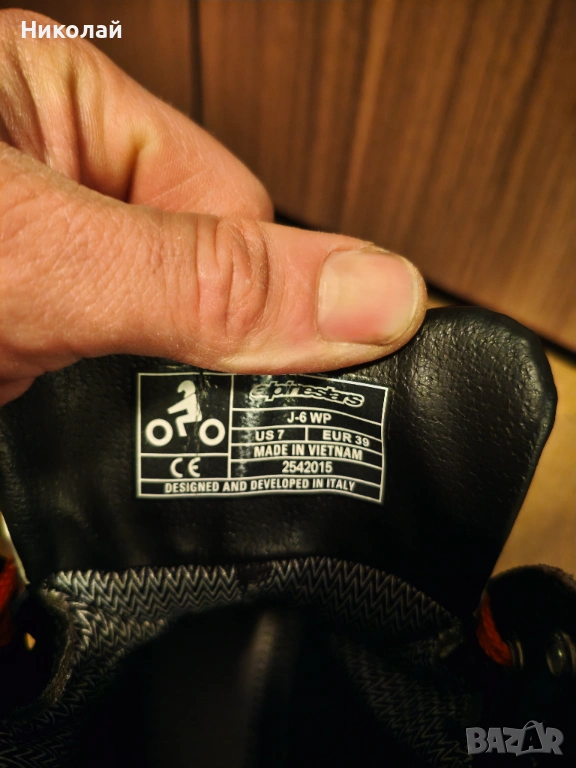 Николай
alpinestars
J-6 WP
US 7 EUR 39
MADE IN VIETNAM
CE 2542015
DESIGNED AND DEVELOPED IN ITALY
BAZAR